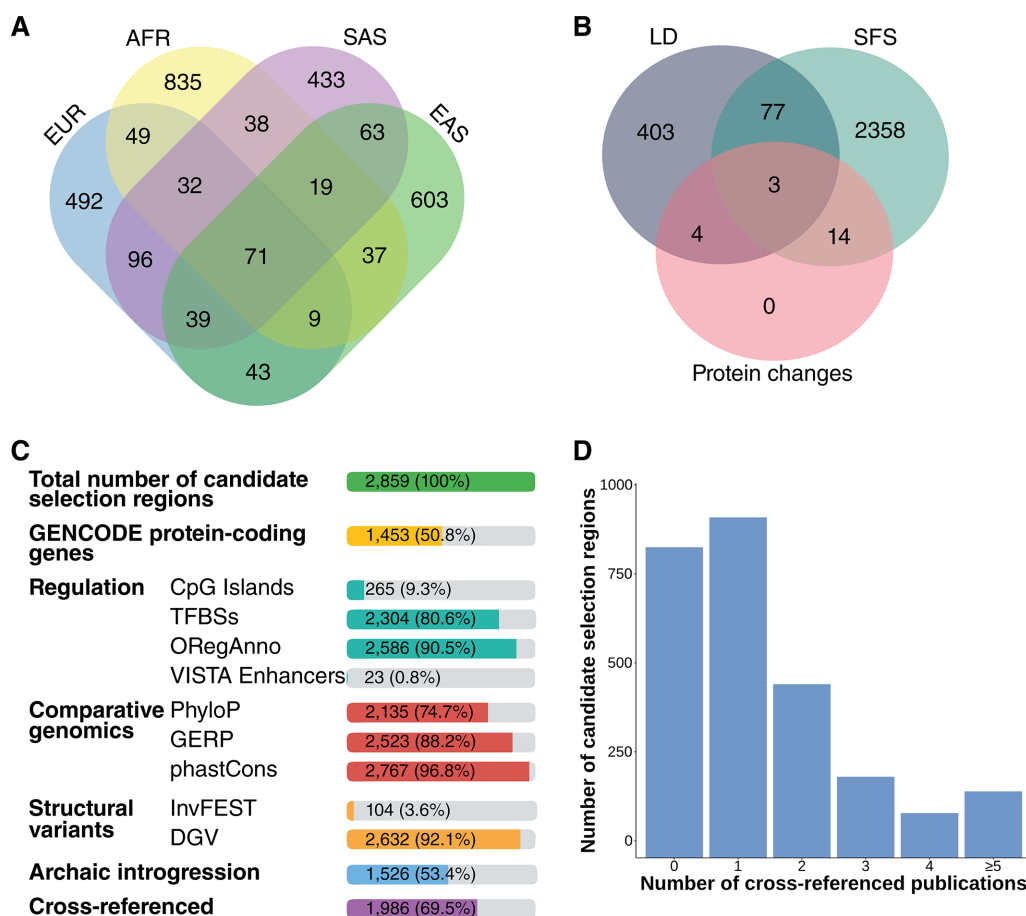 A
AFR
SAS
EUR
EAS
835
433
49
38
63
32
19
492
603
96
71
37
39
9
43
B
LD
SFS
403
77
2358
3
4
14
0
Protein changes
C
Total number of candidate
selection regions
2,859 (100%)
GENCODE protein-coding
genes
1,453 (50.8%)
Regulation
CpG Islands
265 (9.3%)
TFBSs
2,304 (80.6%)
ORegAnno
2,586 (90.5%)
VISTA Enhancers
23 (0.8%)
Comparative
genomics
PhyloP
2,135 (74.7%)
GERP
2,523 (88.2%)
phastCons
2,767 (96.8%)
Structural
variants
InvFEST
104 (3.6%)
DGV
2,632 (92.1%)
Archaic introgression
1,526 (53.4%)
Cross-referenced
1,986 (69.5%)
D
Number of candidate selection regions
1000
750
500
250
0
0 1 2 3 4 ≥5
Number of cross-referenced publications